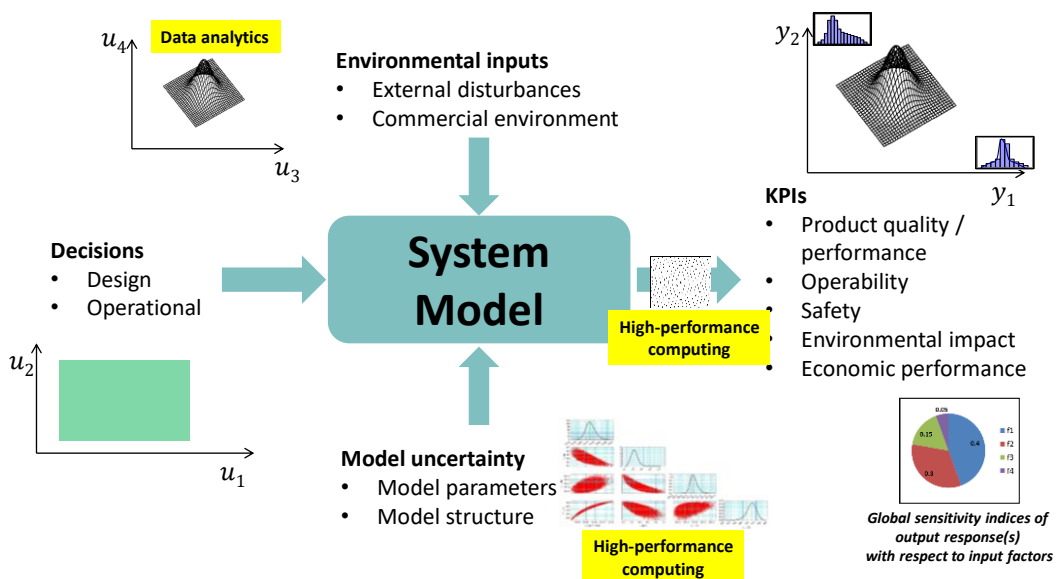 u₄
Data analytics
u₃
Environmental inputs
• External disturbances
• Commercial environment
y₂
y₁
Decisions
• Design
• Operational
System
Model
High-performance
computing
KPIs
• Product quality /
performance
• Operability
• Safety
• Environmental impact
• Economic performance
u₂
u₁
Model uncertainty
• Model parameters
• Model structure
High-performance
computing
0.05
0.15
0.4
0.3
f1
f2
f3
f4
Global sensitivity indices of
output response(s)
with respect to input factors